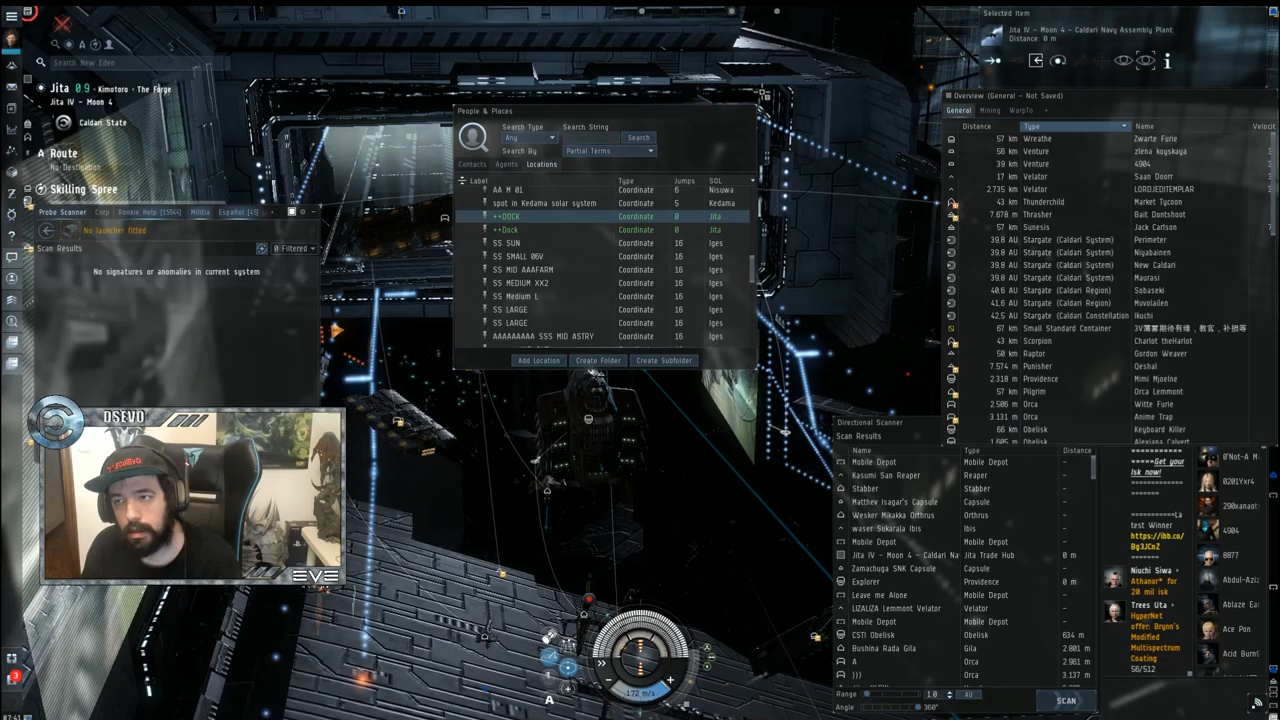 Search New Eden
Jita 0.9 · Kimotoro · The Forge
Jita IV - Moon 4
Caldari State
Route
No Destination
Skilling Spree
Probe Scanner Corp Rookie Help [15544] Militia Español [45]
No launcher fitted
Scan Results 0 Filtered
No signatures or anomalies in current system
People & Places
Search Type Search String
Any Search
Search By Partial Terms
Contacts Agents Locations
Label Type Jumps SOL
AA M 01 Coordinate 6 Nisuwa
spot in Kedama solar system Coordinate 5 Kedama
++DOCK Coordinate 0 Jita
++Dock Coordinate 0 Jita
SS SUN Coordinate 16 Iges
SS SMALL 06V Coordinate 16 Iges
SS MID AAAFARM Coordinate 16 Iges
SS MEDIUM XX2 Coordinate 16 Iges
SS Medium L Coordinate 16 Iges
SS LARGE Coordinate 16 Iges
SS LARGE Coordinate 16 Iges
AAAAAAAAA SSS MID ASTRY Coordinate 16 Iges
Add Location Create Folder Create Subfolder
Selected Item
Jita IV - Moon 4 - Caldari Navy Assembly Plant
Distance: 0 m
Overview (General - Not Saved)
General Mining WarpTo +
Distance Type Name Velocit
57 km Wreathe Zwarte Furie
56 km Venture zlena koyskaya
39 km Venture 4904
17 km Velator Saan Doorr
2.735 km Velator LORDJEDITEMPLAR
43 km Thunderchild Market Tycoon
7.678 m Thrasher Bait Dontshoot
57 km Sunesis Jack Carlson
39.8 AU Stargate (Caldari System) Perimeter
39.8 AU Stargate (Caldari System) Niyabainen
39.8 AU Stargate (Caldari System) New Caldari
39.8 AU Stargate (Caldari System) Maurasi
40.6 AU Stargate (Caldari Region) Sobaseki
41.6 AU Stargate (Caldari Region) Muvolailen
42.5 AU Stargate (Caldari Constellation Ikuchi
67 km Small Standard Container
43 km Scorpion Charlot theHarlot
50 km Raptor Gordon Weaver
7.574 m Punisher Qeshal
2.318 m Providence Mimi Mjoelne
57 km Pilgrim Orca Lemmont
2.506 m Orca Witte Furie
3.131 m Orca Anime Trap
66 km Obelisk Keyboard Killer
Directional Scanner
Scan Results
Name Type Distance
Mobile Depot Mobile Depot -
Kasumi San Reaper Reaper -
Stabber Stabber -
Matthev Isagar's Capsule Capsule -
Wesker Mikakka Orthrus Orthrus -
waser Sukarala Ibis Ibis -
Mobile Depot Mobile Depot -
Jita IV - Moon 4 - Caldari Na Jita Trade Hub 0 m
Zamachuga SNK Capsule Capsule -
Explorer Providence 0 m
Leave me Alone Mobile Depot -
LIZALIZA Lemmont Velator Velator -
Mobile Depot Mobile Depot -
CSTI Obelisk Obelisk 634 m
Bushina Rada Gila Gila 2.801 m
A Orca 2.961 m
))) Orca 3.137 m
Range 1.0 AU
Angle 360°
SCAN
Get your
Isk now!
La
test Winner
https://ibb.co/
Bg3JCnZ
Niuchi Siwa >
Athanor* for
20 mil isk
Trees Uta >
HyperNet
offer: Brynn's
Modified
Multispectrum
Coating
56/512
0'Not-A M
0201Yxr4
290xanaot
4904
8877
Abdul-Aziz
Ablaze Ea
Ace Pon
Acid Burn
DSEVO
EVE
172 m/s
3